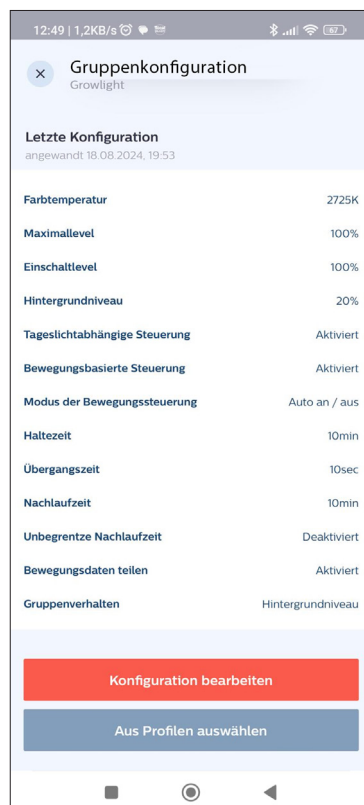 12:49 | 1,2KB/s
67
Gruppenkonfiguration
Growlight
Letzte Konfiguration
angewandt 18.08.2024, 19:53
Farbtemperatur 2725K
Maximallevel 100%
Einschaltlevel 100%
Hintergrundniveau 20%
Tageslichtabhängige Steuerung Aktiviert
Bewegungsbasierte Steuerung Aktiviert
Modus der Bewegungssteuerung Auto an / aus
Haltezeit 10min
Übergangszeit 10sec
Nachlaufzeit 10min
Unbegrentze Nachlaufzeit Deaktiviert
Bewegungsdaten teilen Aktiviert
Gruppenverhalten Hintergrundniveau
Konfiguration bearbeiten
Aus Profilen auswählen